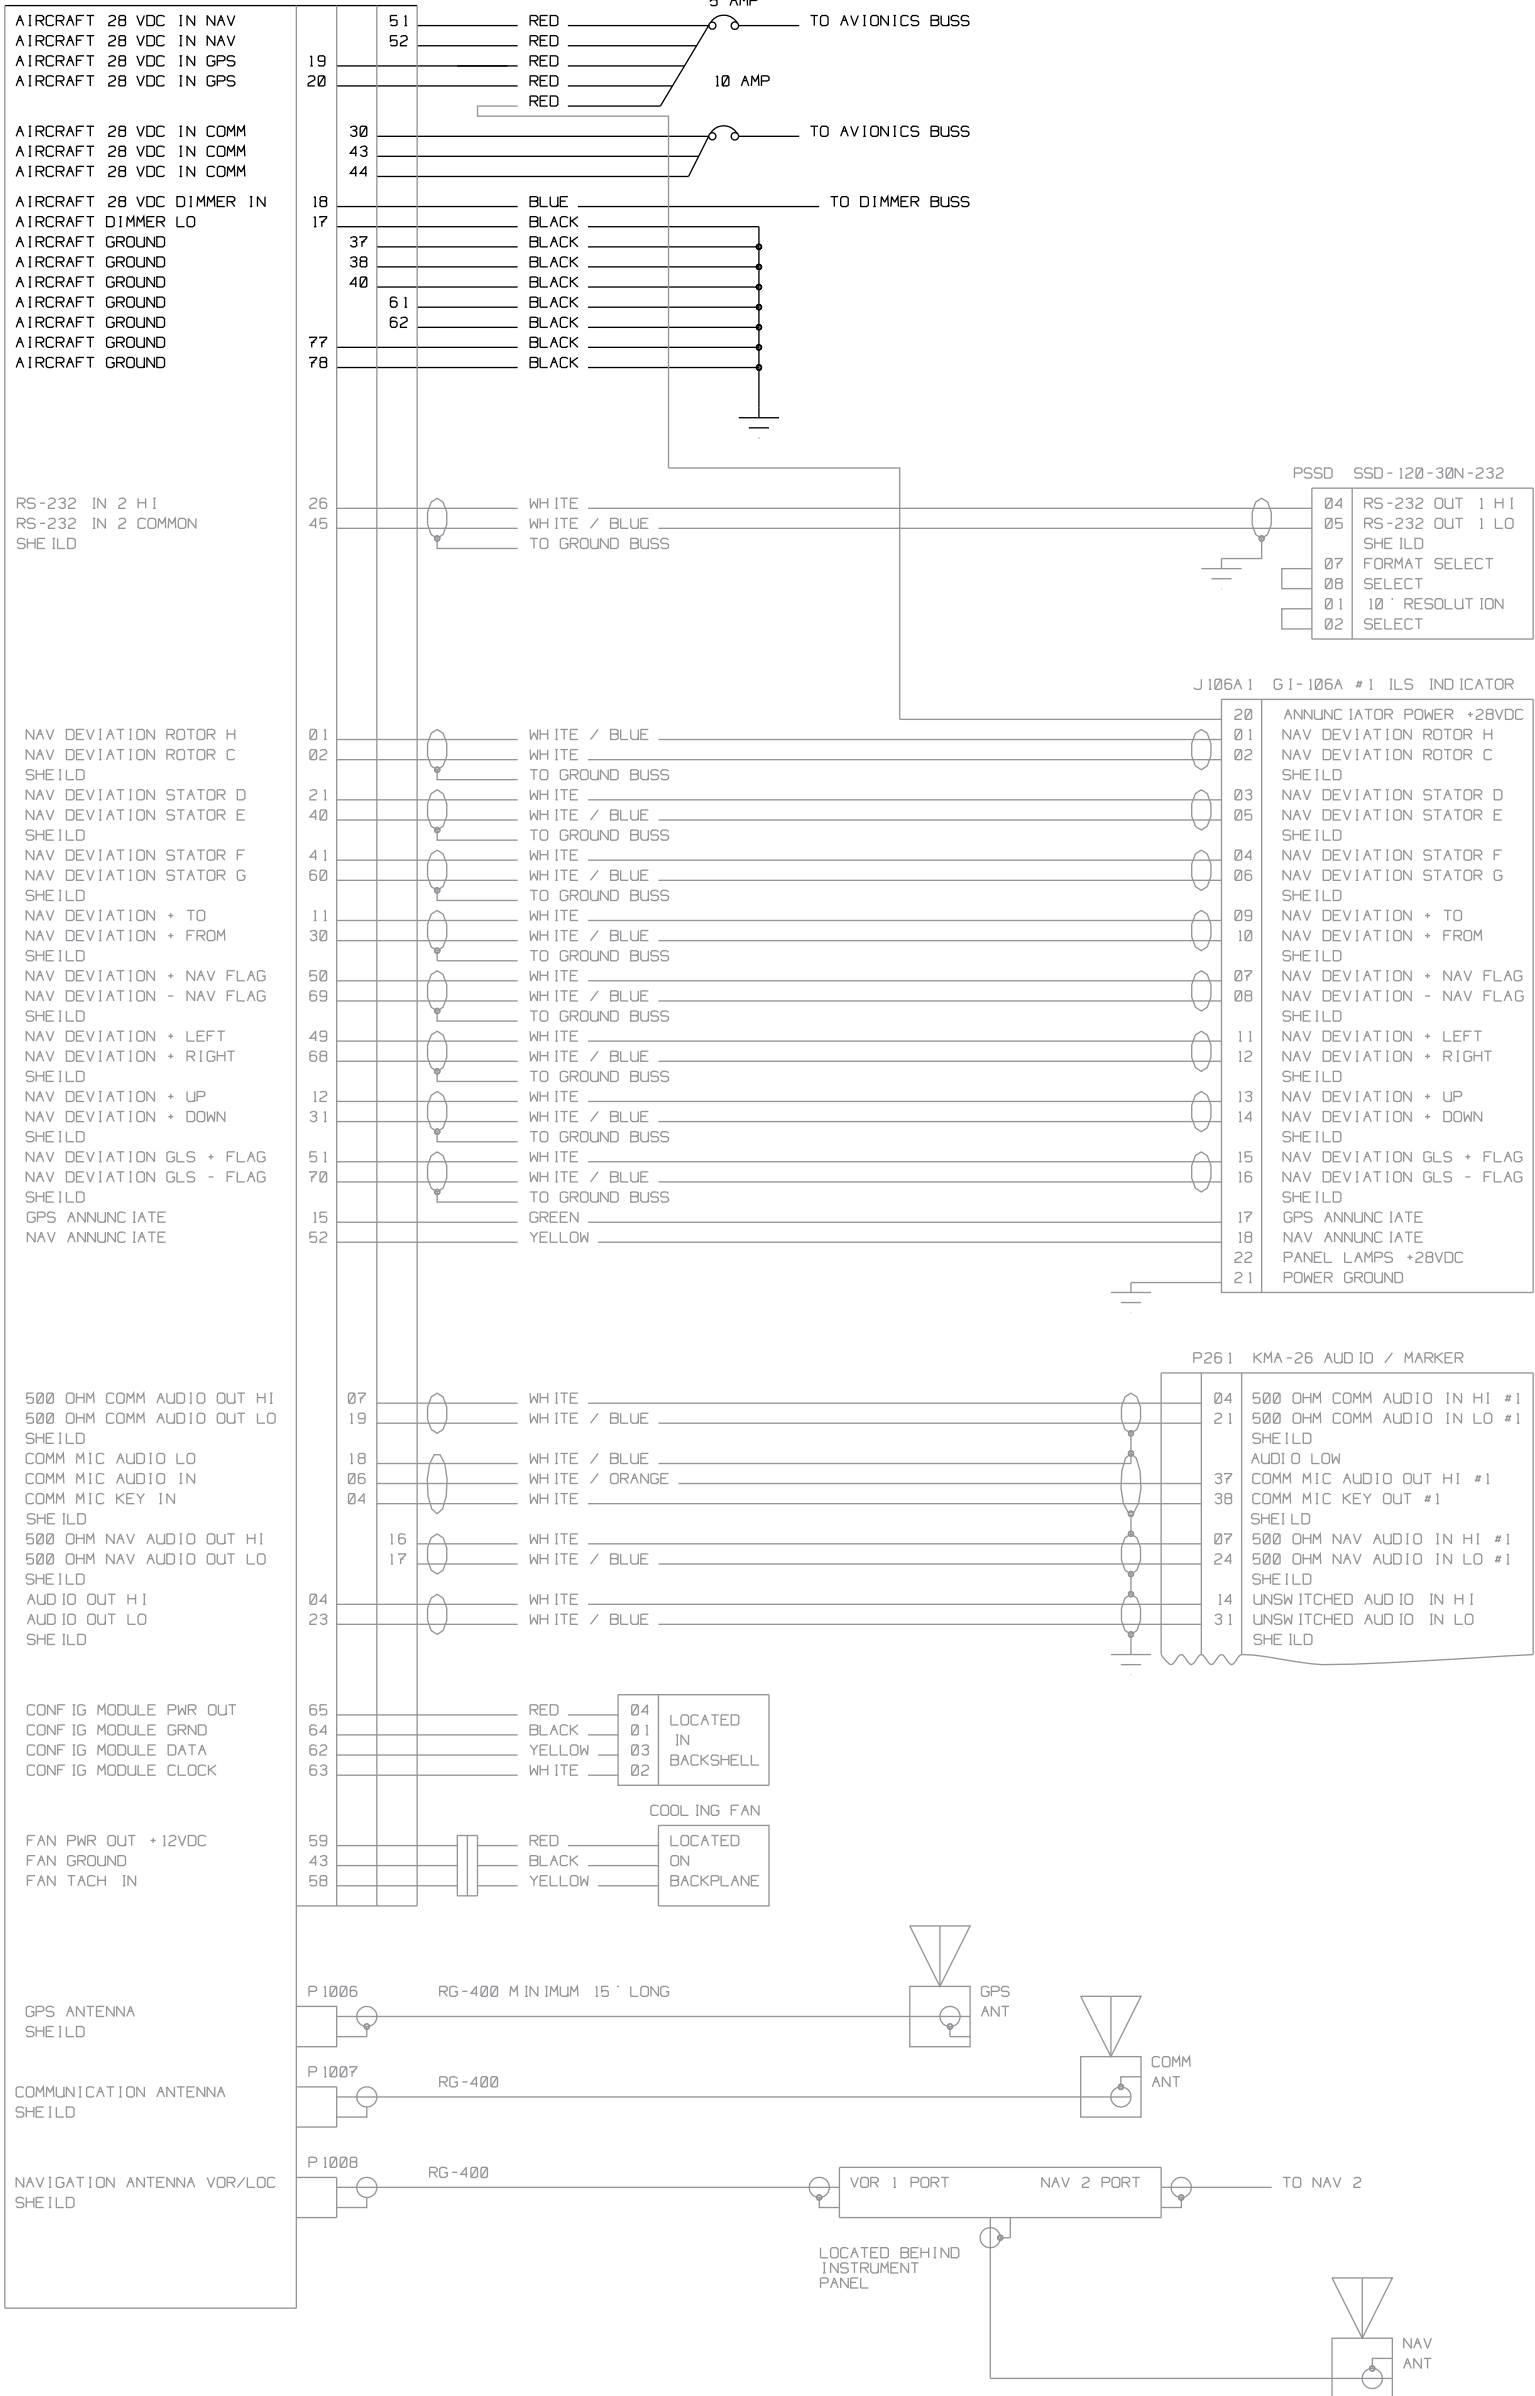 5 AMP
AIRCRAFT 28 VDC IN NAV 51 RED TO AVIONICS BUSS
AIRCRAFT 28 VDC IN NAV 52 RED
AIRCRAFT 28 VDC IN GPS 19 RED
AIRCRAFT 28 VDC IN GPS 20 RED 10 AMP
RED
AIRCRAFT 28 VDC IN COMM 30 TO AVIONICS BUSS
AIRCRAFT 28 VDC IN COMM 43
AIRCRAFT 28 VDC IN COMM 44
AIRCRAFT 28 VDC DIMMER IN 18 BLUE TO DIMMER BUSS
AIRCRAFT DIMMER LO 17 BLACK
AIRCRAFT GROUND 37 BLACK
AIRCRAFT GROUND 38 BLACK
AIRCRAFT GROUND 40 BLACK
AIRCRAFT GROUND 61 BLACK
AIRCRAFT GROUND 62 BLACK
AIRCRAFT GROUND 77 BLACK
AIRCRAFT GROUND 78 BLACK
PSSD SSD-120-30N-232
RS-232 IN 2 HI 26 WHITE 04 RS-232 OUT 1 HI
RS-232 IN 2 COMMON 45 WHITE / BLUE 05 RS-232 OUT 1 LO
SHEILD TO GROUND BUSS SHEILD
07 FORMAT SELECT
08 SELECT
01 10' RESOLUTION
02 SELECT
J106A1 GI-106A #1 ILS INDICATOR
20 ANNUNCIATOR POWER +28VDC
NAV DEVIATION ROTOR H 01 WHITE / BLUE 01 NAV DEVIATION ROTOR H
NAV DEVIATION ROTOR C 02 WHITE 02 NAV DEVIATION ROTOR C
SHEILD TO GROUND BUSS SHEILD
NAV DEVIATION STATOR D 21 WHITE 03 NAV DEVIATION STATOR D
NAV DEVIATION STATOR E 40 WHITE / BLUE 05 NAV DEVIATION STATOR E
SHEILD TO GROUND BUSS SHEILD
NAV DEVIATION STATOR F 41 WHITE 04 NAV DEVIATION STATOR F
NAV DEVIATION STATOR G 60 WHITE / BLUE 06 NAV DEVIATION STATOR G
SHEILD TO GROUND BUSS SHEILD
NAV DEVIATION + TO 11 WHITE 09 NAV DEVIATION + TO
NAV DEVIATION + FROM 30 WHITE / BLUE 10 NAV DEVIATION + FROM
SHEILD TO GROUND BUSS SHEILD
NAV DEVIATION + NAV FLAG 50 WHITE 07 NAV DEVIATION + NAV FLAG
NAV DEVIATION - NAV FLAG 69 WHITE / BLUE 08 NAV DEVIATION - NAV FLAG
SHEILD TO GROUND BUSS SHEILD
NAV DEVIATION + LEFT 49 WHITE 11 NAV DEVIATION + LEFT
NAV DEVIATION + RIGHT 68 WHITE / BLUE 12 NAV DEVIATION + RIGHT
SHEILD TO GROUND BUSS SHEILD
NAV DEVIATION + UP 12 WHITE 13 NAV DEVIATION + UP
NAV DEVIATION + DOWN 31 WHITE / BLUE 14 NAV DEVIATION + DOWN
SHEILD TO GROUND BUSS SHEILD
NAV DEVIATION GLS + FLAG 51 WHITE 15 NAV DEVIATION GLS + FLAG
NAV DEVIATION GLS - FLAG 70 WHITE / BLUE 16 NAV DEVIATION GLS - FLAG
SHEILD TO GROUND BUSS SHEILD
GPS ANNUNCIATE 15 GREEN 17 GPS ANNUNCIATE
NAV ANNUNCIATE 52 YELLOW 18 NAV ANNUNCIATE
22 PANEL LAMPS +28VDC
21 POWER GROUND
P261 KMA-26 AUDIO / MARKER
500 OHM COMM AUDIO OUT HI 07 WHITE 04 500 OHM COMM AUDIO IN HI #1
500 OHM COMM AUDIO OUT LO 19 WHITE / BLUE 21 500 OHM COMM AUDIO IN LO #1
SHEILD SHEILD
COMM MIC AUDIO LO 18 WHITE / BLUE AUDIO LOW
COMM MIC AUDIO IN 06 WHITE / ORANGE 37 COMM MIC AUDIO OUT HI #1
COMM MIC KEY IN 04 WHITE 38 COMM MIC KEY OUT #1
SHEILD SHEILD
500 OHM NAV AUDIO OUT HI 16 WHITE 07 500 OHM NAV AUDIO IN HI #1
500 OHM NAV AUDIO OUT LO 17 WHITE / BLUE 24 500 OHM NAV AUDIO IN LO #1
SHEILD SHEILD
AUDIO OUT HI 04 WHITE 14 UNSWITCHED AUDIO IN HI
AUDIO OUT LO 23 WHITE / BLUE 31 UNSWITCHED AUDIO IN LO
SHEILD SHEILD
CONFIG MODULE PWR OUT 65 RED 04
LOCATED
CONFIG MODULE GRND 64 BLACK 01
IN
CONFIG MODULE DATA 62 YELLOW 03
BACKSHELL
CONFIG MODULE CLOCK 63 WHITE 02
COOLING FAN
FAN PWR OUT +12VDC 59 RED LOCATED
FAN GROUND 43 BLACK ON
FAN TACH IN 58 YELLOW BACKPLANE
P1006 RG-400 MINIMUM 15' LONG GPS
GPS ANTENNA ANT
SHEILD
P1007 RG-400 COMM
COMMUNICATION ANTENNA ANT
SHEILD
P1008 RG-400
NAVIGATION ANTENNA VOR/LOC VOR 1 PORT NAV 2 PORT TO NAV 2
SHEILD
LOCATED BEHIND
INSTRUMENT
PANEL
NAV
ANT